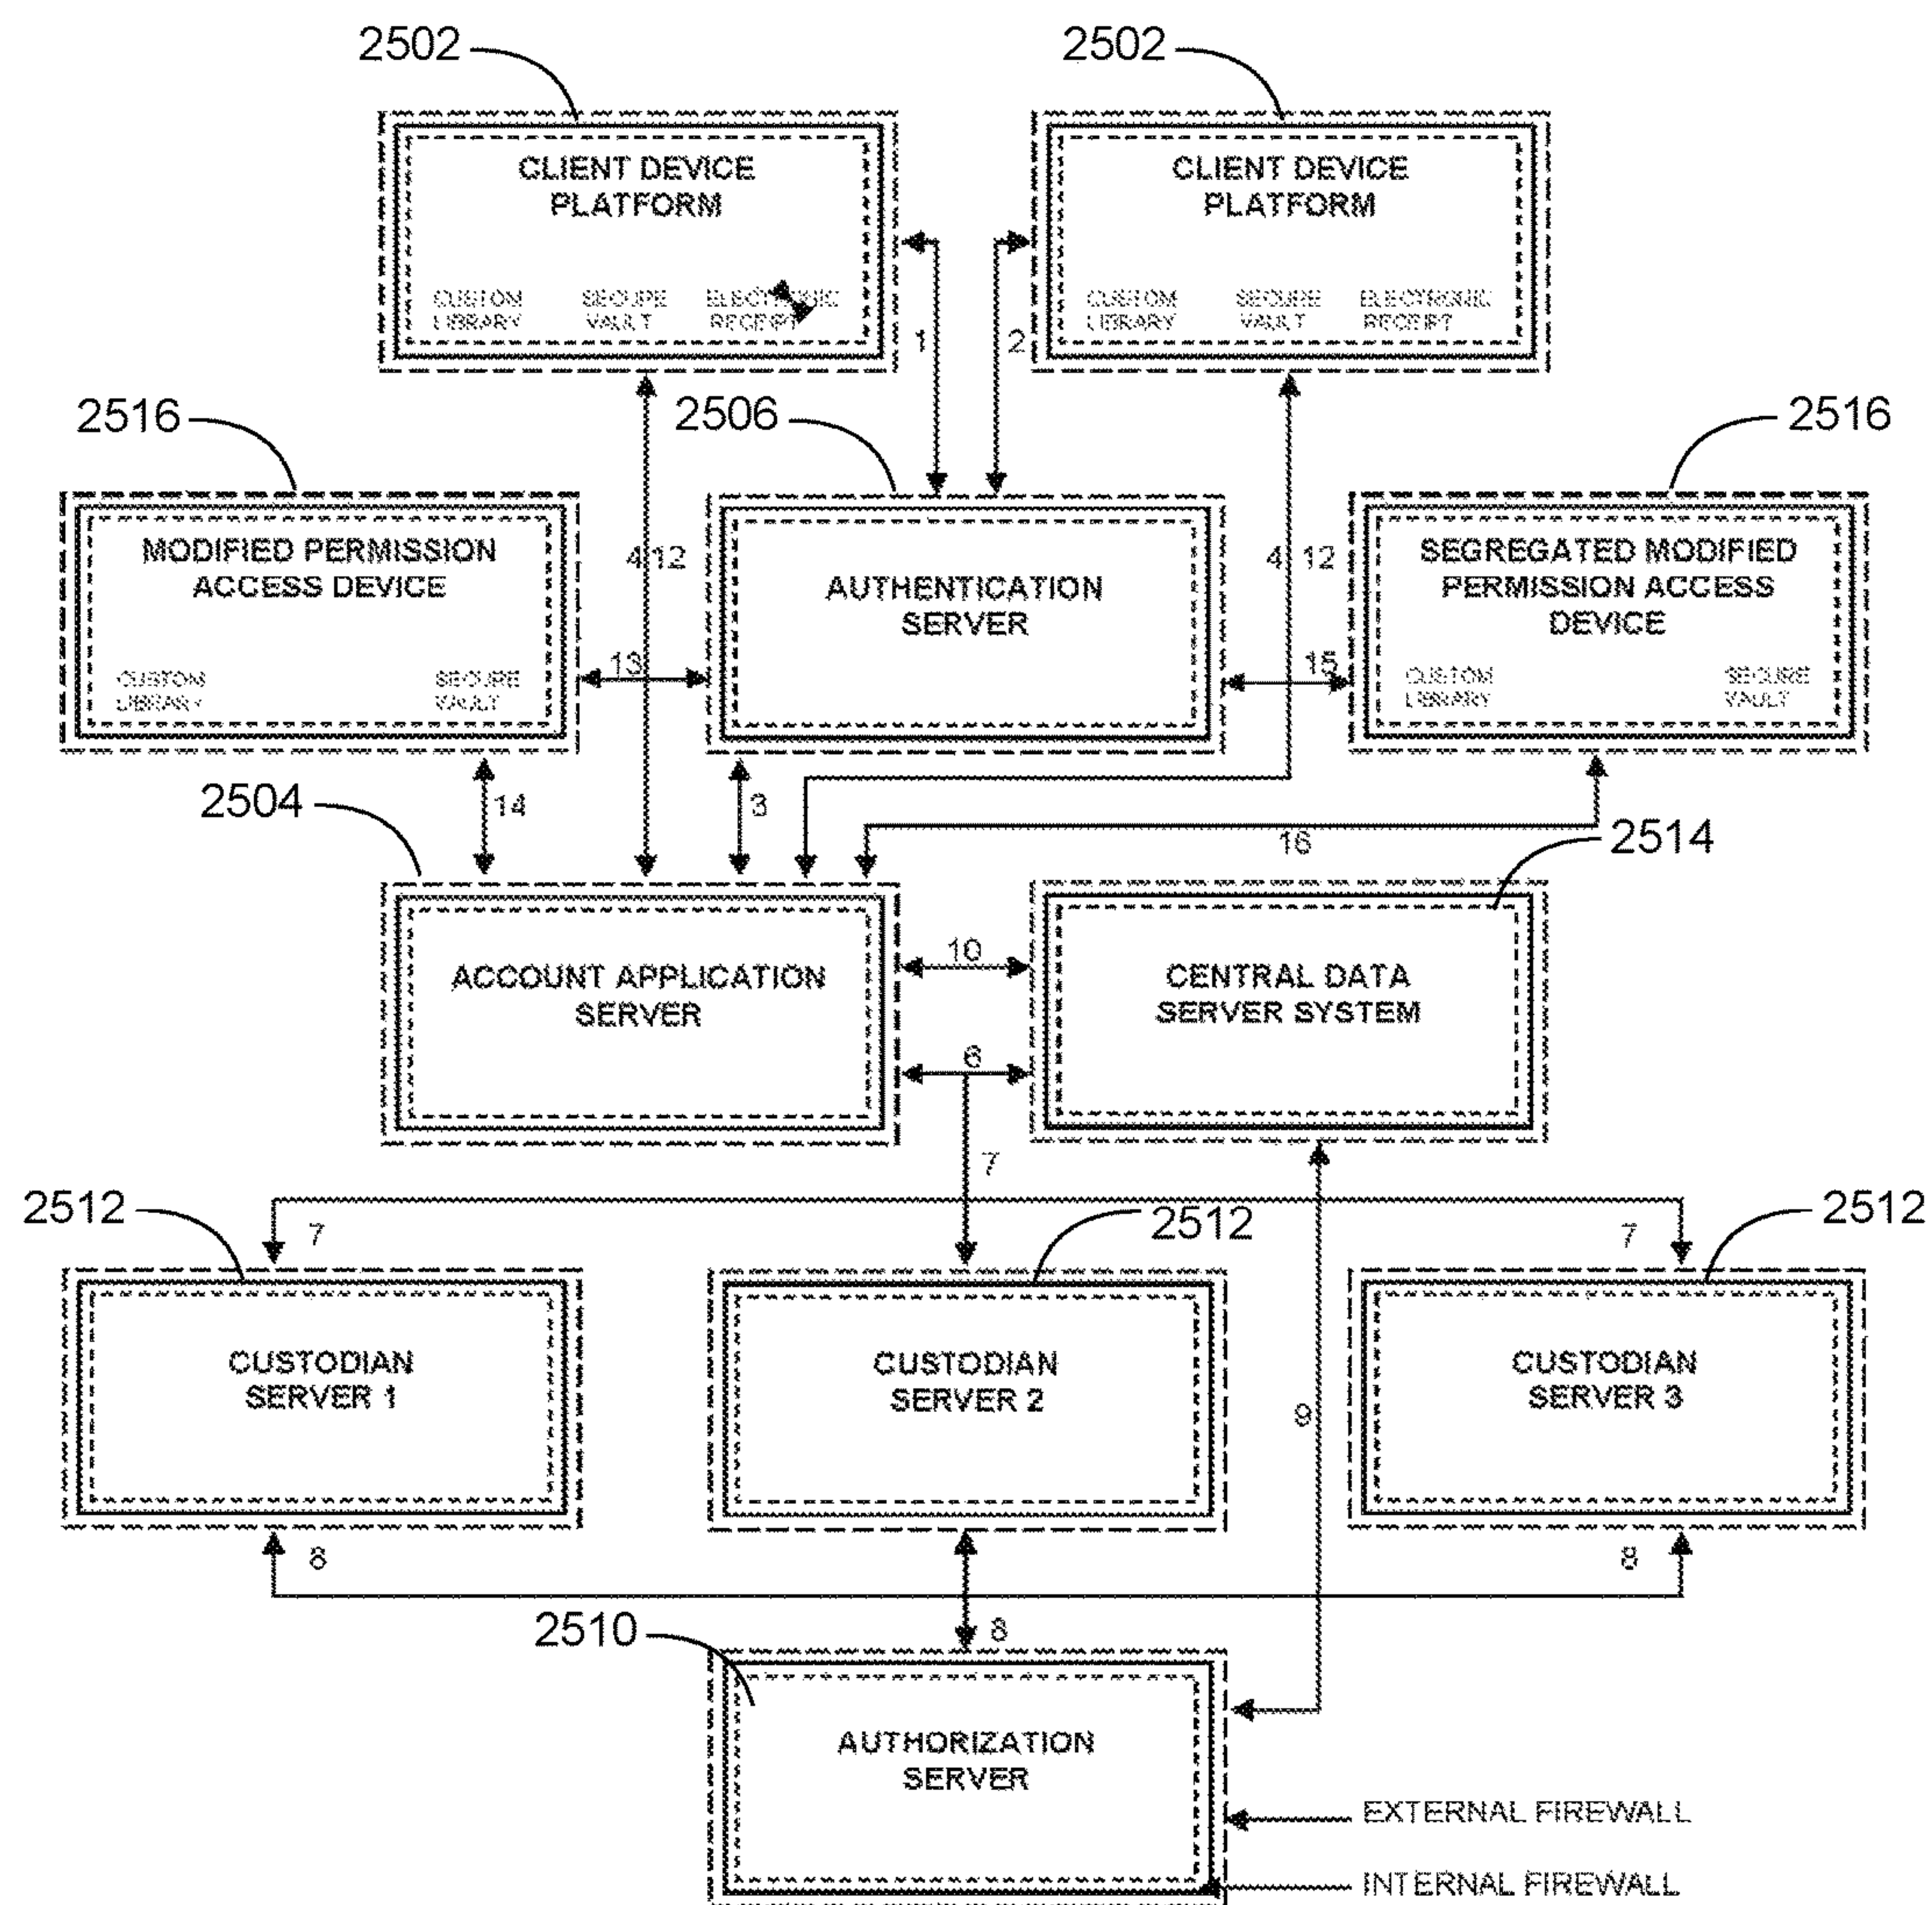 2502
2502
CLIENT DEVICE
PLATFORM
CUSTOM
LIBRARY
SECURE
VAULT
ELECTRONIC
RECEIPT
CLIENT DEVICE
PLATFORM
CUSTOM
LIBRARY
SECURE
VAULT
ELECTRONIC
RECEIPT
1
2
2516
2506
2516
MODIFIED PERMISSION
ACCESS DEVICE
CUSTOM
LIBRARY
SECURE
VAULT
4 12
AUTHENTICATION
SERVER
4 12
SEGREGATED MODIFIED
PERMISSION ACCESS
DEVICE
CUSTOM
LIBRARY
SECURE
VAULT
13
15
2504
14
3
16
2514
ACCOUNT APPLICATION
SERVER
10
CENTRAL DATA
SERVER SYSTEM
6
7
2512
7
2512
7
2512
CUSTODIAN
SERVER 1
CUSTODIAN
SERVER 2
CUSTODIAN
SERVER 3
9
8
8
2510
8
AUTHORIZATION
SERVER
EXTERNAL FIREWALL
INTERNAL FIREWALL